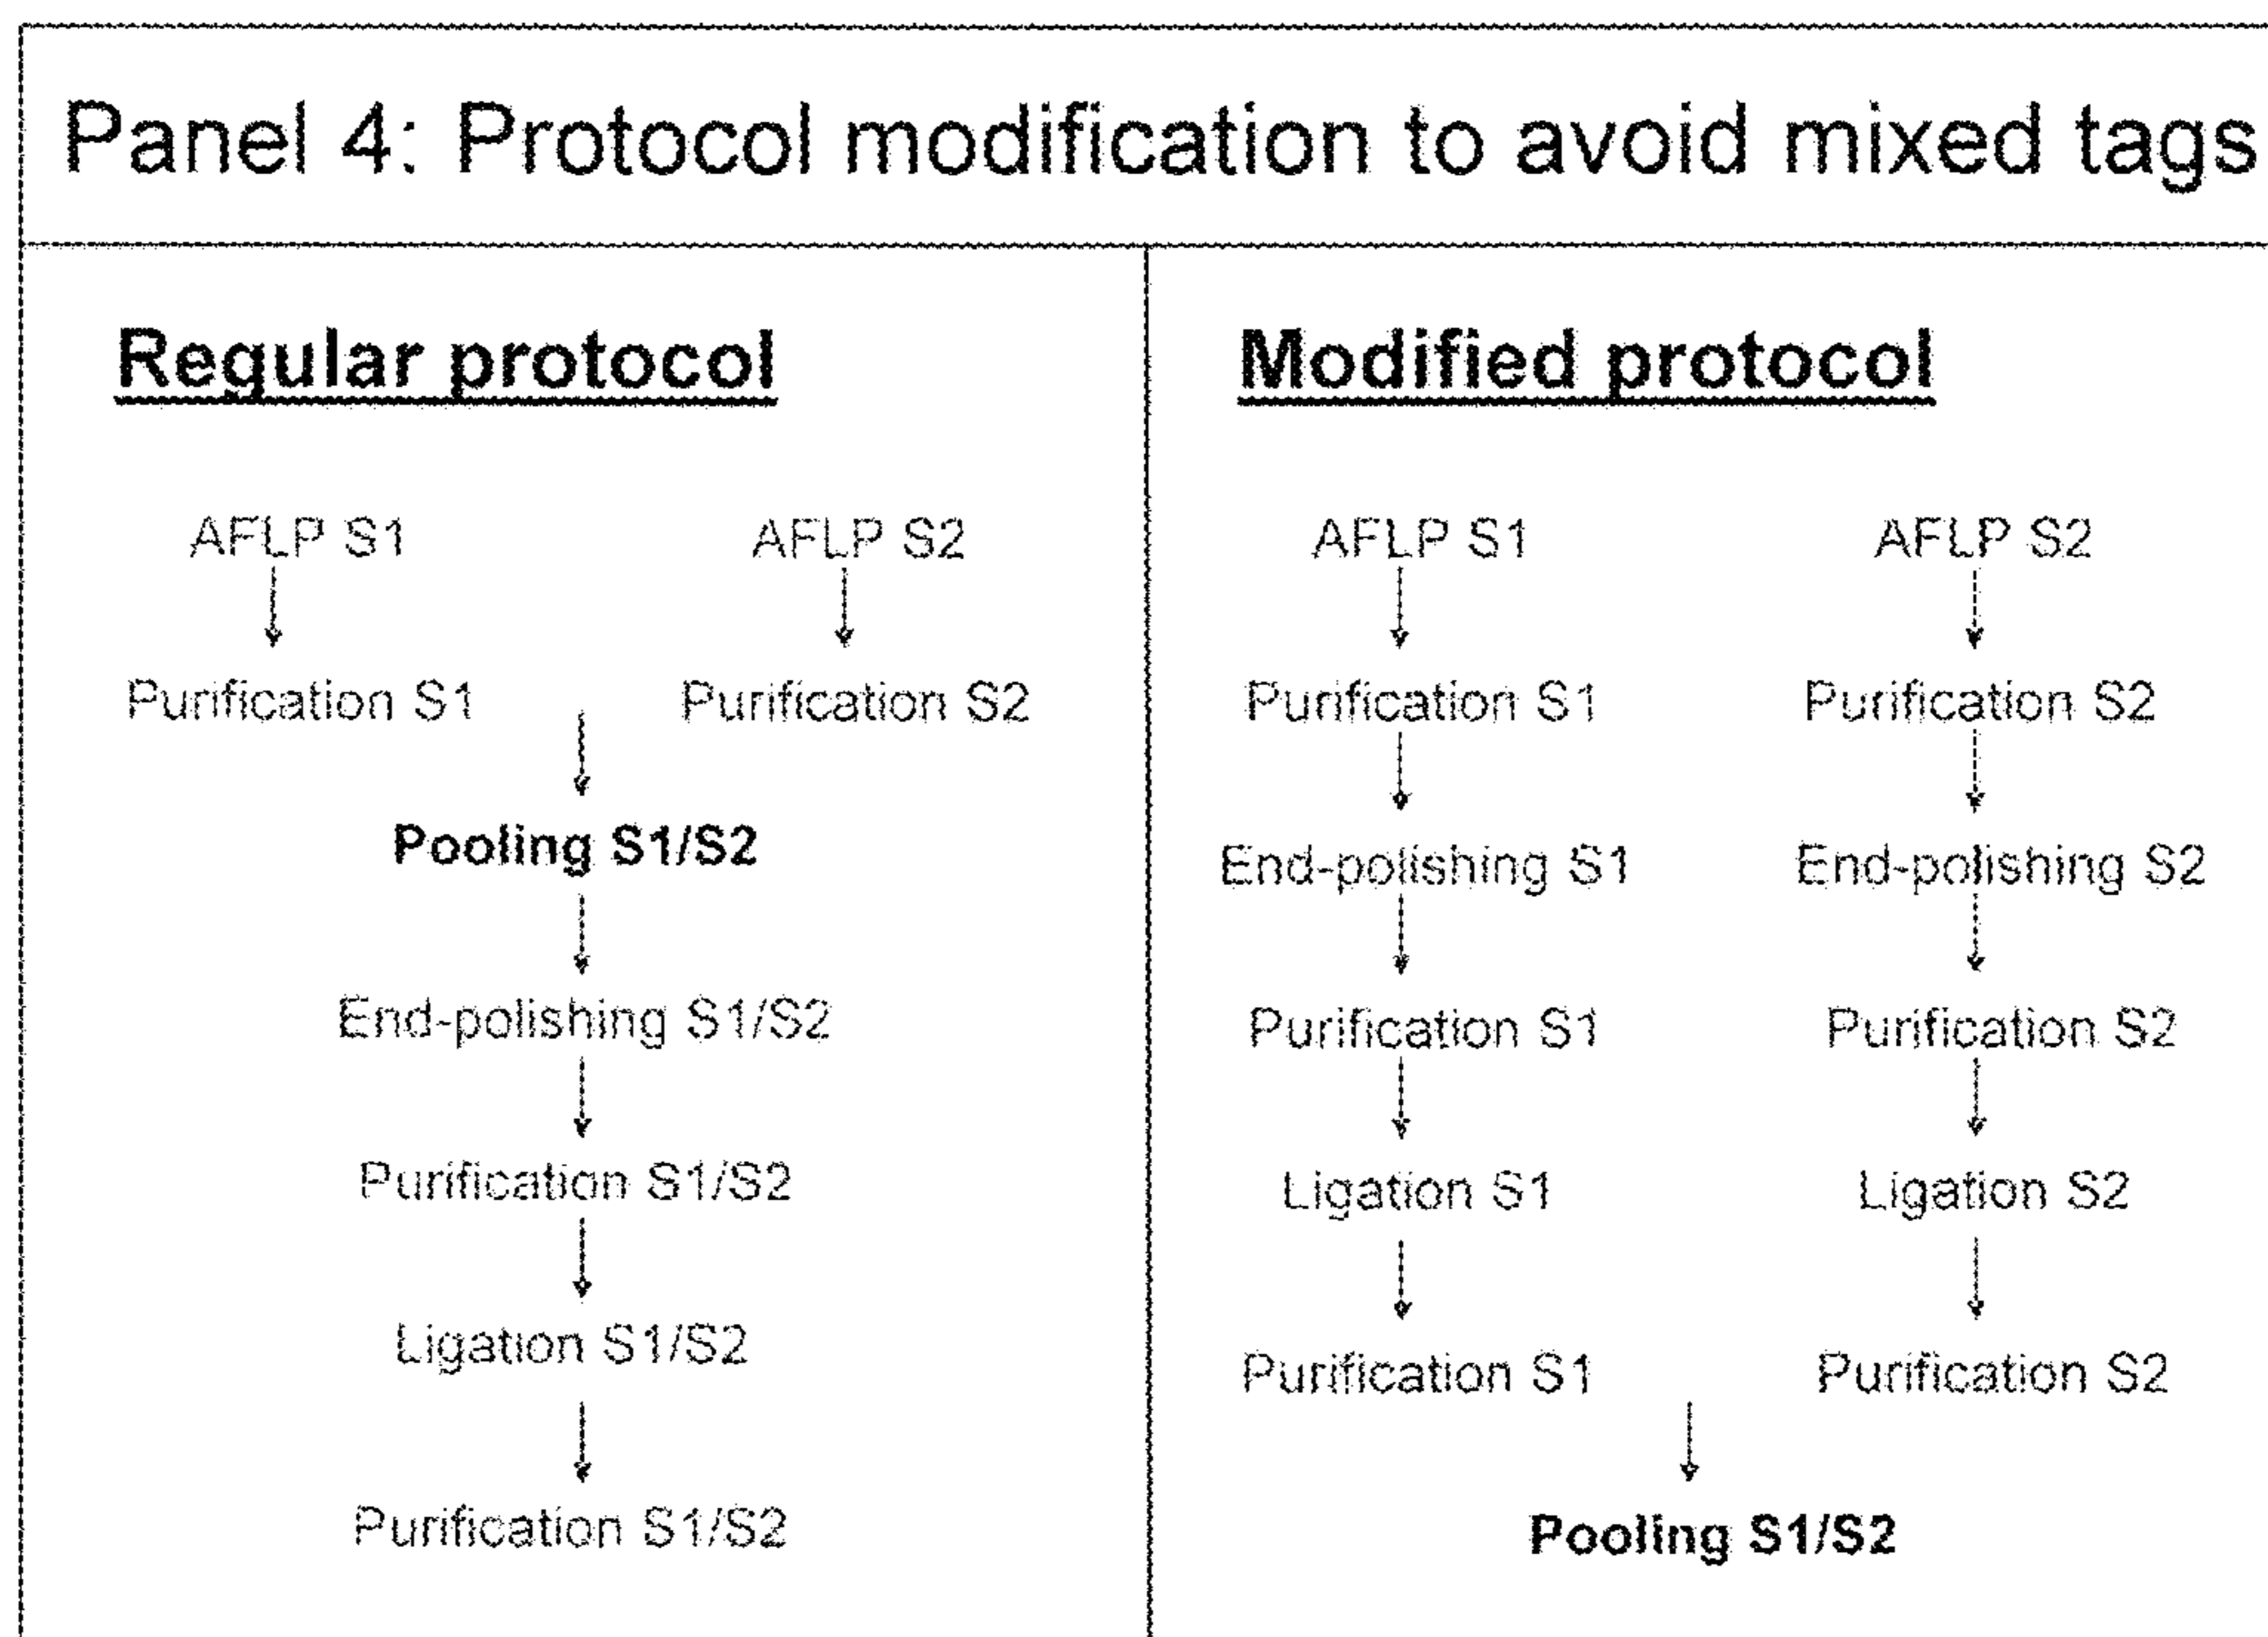 Panel 4: Protocol modification to avoid mixed tags
Regular protocol
AFLP S1 AFLP S2
Purification S1 Purification S2
Pooling S1/S2
End-polishing S1/S2
Purification S1/S2
Ligation S1/S2
Purification S1/S2
Modified protocol
AFLP S1 AFLP S2
Purification S1 Purification S2
End-polishing S1 End-polishing S2
Purification S1 Purification S2
Ligation S1 Ligation S2
Purification S1 Purification S2
Pooling S1/S2